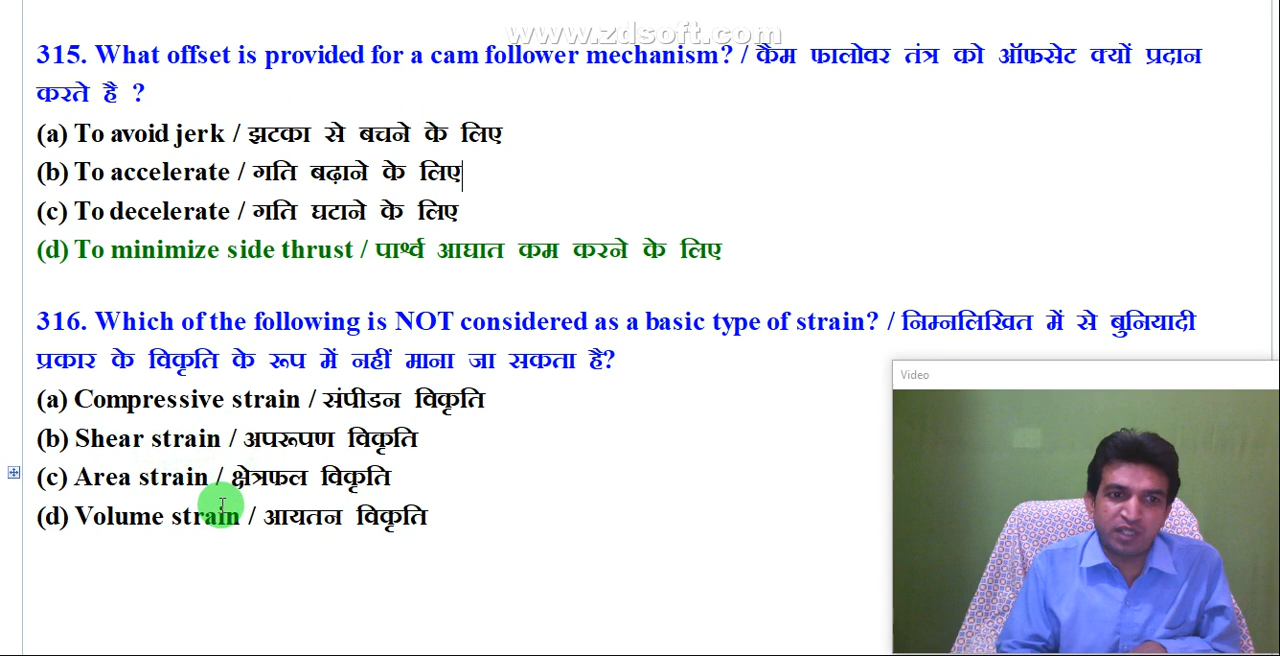 www.zdsoft.com
315. What offset is provided for a cam follower mechanism? / कैम फालोवर तंत्र को ऑफसेट क्यों प्रदान
करते है ?
(a) To avoid jerk / झटका से बचने के लिए
(b) To accelerate / गति बढ़ाने के लिए
(c) To decelerate / गति घटाने के लिए
(d) To minimize side thrust / पार्श्व आघात कम करने के लिए
316. Which of the following is NOT considered as a basic type of strain? / निम्नलिखित में से बुनियादी
प्रकार के विकृति के रूप में नहीं माना जा सकता है?
(a) Compressive strain / संपीडन विकृति
(b) Shear strain / अपरूपण विकृति
(c) Area strain / क्षेत्रफल विकृति
(d) Volume strain / आयतन विकृति
Video